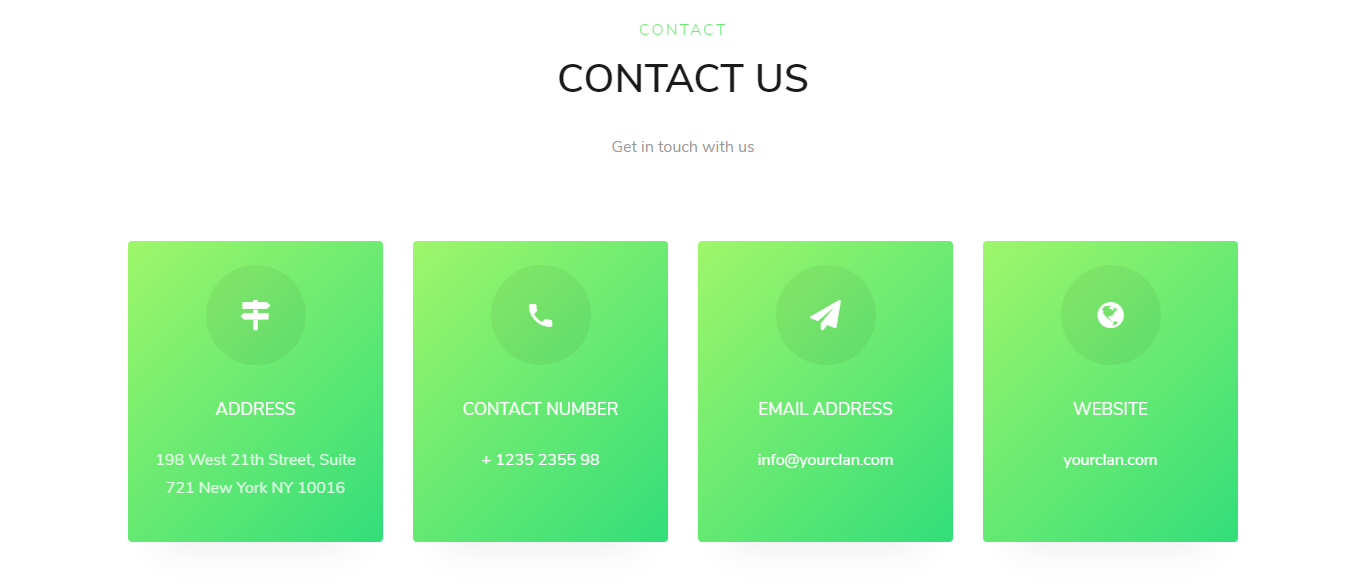 CONTACT
CONTACT US
Get in touch with us
ADDRESS
198 West 21th Street, Suite
721 New York NY 10016
CONTACT NUMBER
+ 1235 2355 98
EMAIL ADDRESS
info@yourclan.com
WEBSITE
yourclan.com